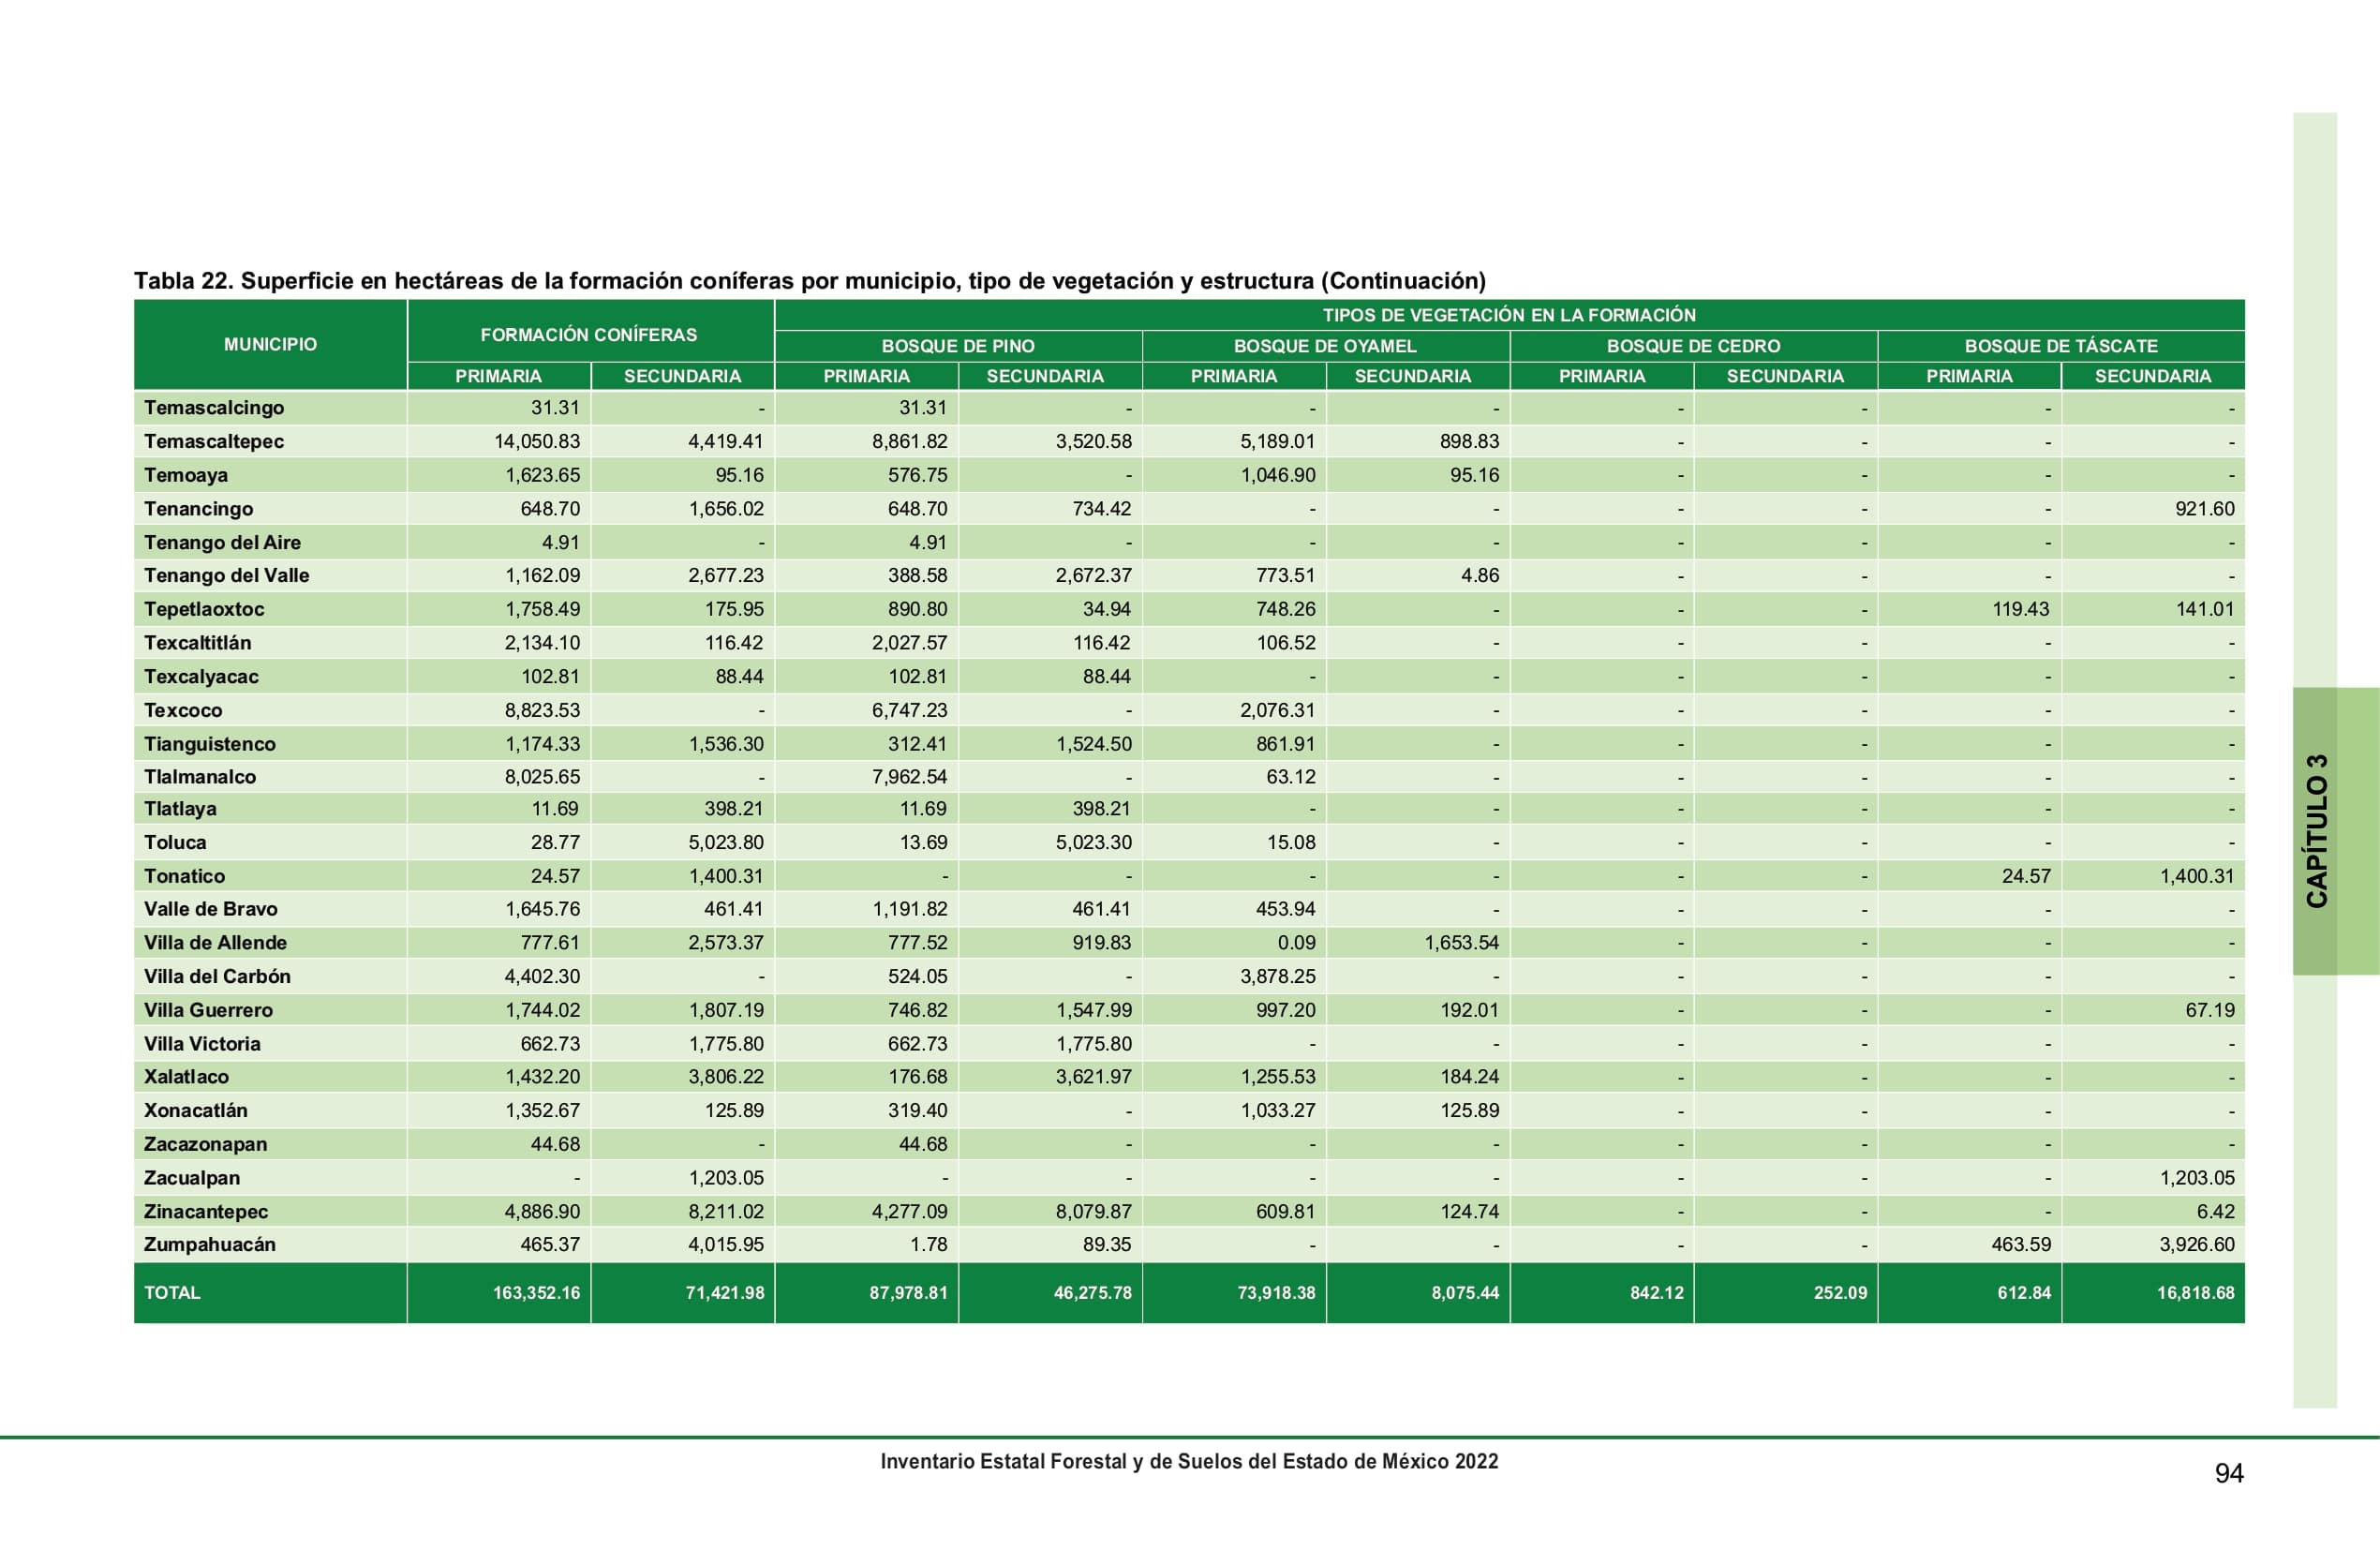 Tabla 22. Superficie en hectáreas de la formación coníferas por municipio, tipo de vegetación y estructura (Continuación)
MUNICIPIO FORMACIÓN CONÍFERAS TIPOS DE VEGETACIÓN EN LA FORMACIÓN
BOSQUE DE PINO BOSQUE DE OYAMEL BOSQUE DE CEDRO BOSQUE DE TÁSCATE
PRIMARIA SECUNDARIA PRIMARIA SECUNDARIA PRIMARIA SECUNDARIA PRIMARIA SECUNDARIA PRIMARIA SECUNDARIA
Temascalcingo 31.31 - 31.31 - - - - - - -
Temascaltepec 14,050.83 4,419.41 8,861.82 3,520.58 5,189.01 898.83 - - - -
Temoaya 1,623.65 95.16 576.75 - 1,046.90 95.16 - - - -
Tenancingo 648.70 1,656.02 648.70 734.42 - - - - - 921.60
Tenango del Aire 4.91 - 4.91 - - - - - - -
Tenango del Valle 1,162.09 2,677.23 388.58 2,672.37 773.51 4.86 - - - -
Tepetlaoxtoc 1,758.49 175.95 890.80 34.94 748.26 - - - 119.43 141.01
Texcaltitlán 2,134.10 116.42 2,027.57 116.42 106.52 - - - - -
Texcalyacac 102.81 88.44 102.81 88.44 - - - - - -
Texcoco 8,823.53 - 6,747.23 - 2,076.31 - - - - -
Tianguistenco 1,174.33 1,536.30 312.41 1,524.50 861.91 - - - - -
Tlalmanalco 8,025.65 - 7,962.54 - 63.12 - - - - -
Tlatlaya 11.69 398.21 11.69 398.21 - - - - - -
Toluca 28.77 5,023.80 13.69 5,023.30 15.08 - - - - -
Tonatico 24.57 1,400.31 - - - - - - 24.57 1,400.31
Valle de Bravo 1,645.76 461.41 1,191.82 461.41 453.94 - - - - -
Villa de Allende 777.61 2,573.37 777.52 919.83 0.09 1,653.54 - - - -
Villa del Carbón 4,402.30 - 524.05 - 3,878.25 - - - - -
Villa Guerrero 1,744.02 1,807.19 746.82 1,547.99 997.20 192.01 - - - 67.19
Villa Victoria 662.73 1,775.80 662.73 1,775.80 - - - - - -
Xalatlaco 1,432.20 3,806.22 176.68 3,621.97 1,255.53 184.24 - - - -
Xonacatlán 1,352.67 125.89 319.40 - 1,033.27 125.89 - - - -
Zacazonapan 44.68 - 44.68 - - - - - - -
Zacualpan - 1,203.05 - - - - - - - 1,203.05
Zinacantepec 4,886.90 8,211.02 4,277.09 8,079.87 609.81 124.74 - - - 6.42
Zumpahuacán 465.37 4,015.95 1.78 89.35 - - - - 463.59 3,926.60
TOTAL 163,352.16 71,421.98 87,978.81 46,275.78 73,918.38 8,075.44 842.12 252.09 612.84 16,818.68
CAPÍTULO 3
Inventario Estatal Forestal y de Suelos del Estado de México 2022
94